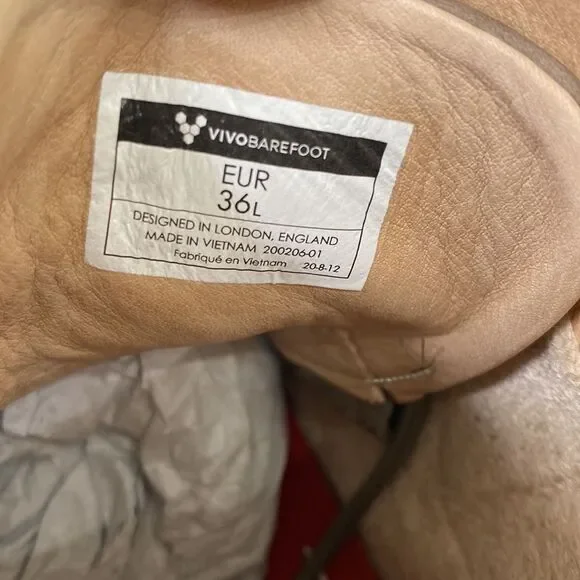 VIVOBAREFOOT
EUR
36L
DESIGNED IN LONDON, ENGLAND
MADE IN VIETNAM 200206-01
Fabriqué en Vietnam 20-8-12